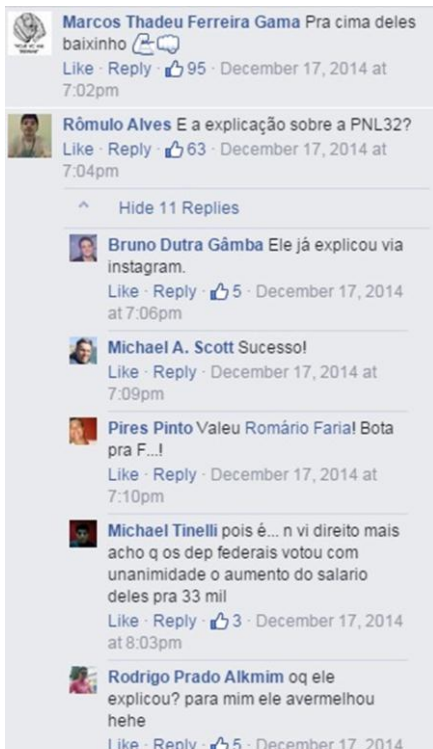 Marcos Thadeu Ferreira Gama Pra cima deles
baixinho
Like · Reply · 95 · December 17, 2014 at
7:02pm
Rômulo Alves E a explicação sobre a PNL32?
Like · Reply · 63 · December 17, 2014 at
7:04pm
Hide 11 Replies
Bruno Dutra Gâmba Ele já explicou via
instagram.
Like · Reply · 5 · December 17, 2014
at 7:06pm
Michael A. Scott Sucesso!
Like · Reply · December 17, 2014 at
7:09pm
Pires Pinto Valeu Romário Faria! Bota
pra F...!
Like · Reply · December 17, 2014 at
7:10pm
Michael Tinelli pois é... n vi direito mais
acho q os dep federais votou com
unanimidade o aumento do salario
deles pra 33 mil
Like · Reply · 3 · December 17, 2014
at 8:03pm
Rodrigo Prado Alkmim oq ele
explicou? para mim ele avermelhou
hehe
Like · Reply · 5 · December 17, 2014